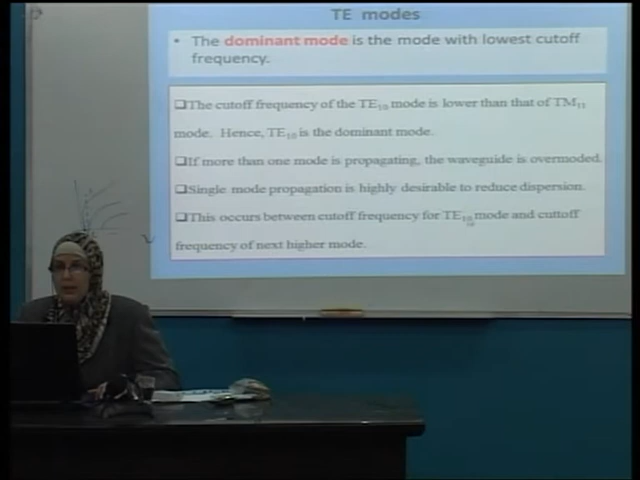 TE modes
• The dominant mode is the mode with lowest cutoff
frequency.
❑The cutoff frequency of the TE₁₀ mode is lower than that of TM₁₁
mode. Hence, TE₁₀ is the dominant mode.
❑If more than one mode is propagating, the waveguide is overmoded.
❑Single mode propagation is highly desirable to reduce dispersion.
❑This occurs between cutoff frequency for TE₁₀ mode and cuttoff
frequency of next higher mode.